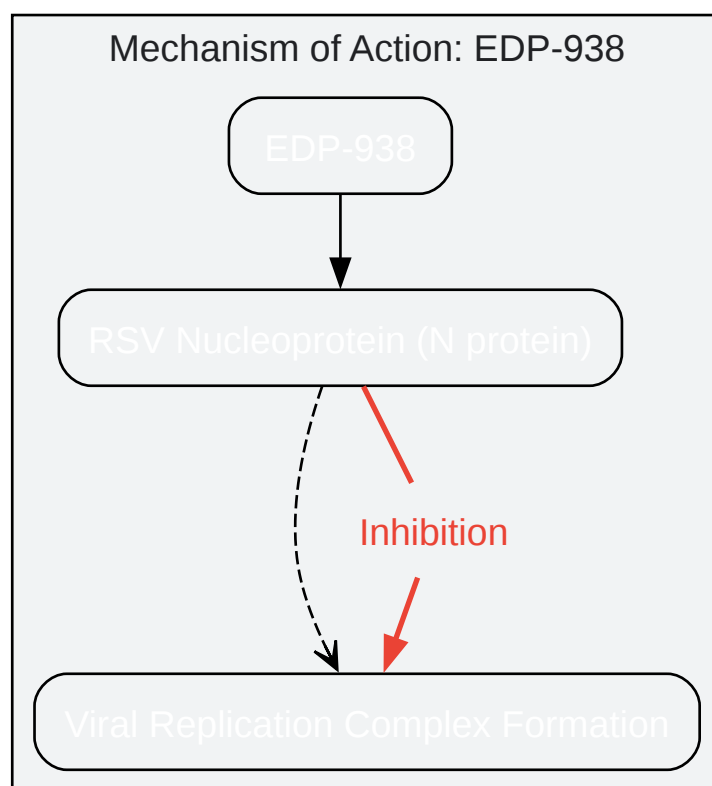 Mechanism of Action: EDP-938
EDP-938
RSV Nucleoprotein (N protein)
Inhibition
Viral Replication Complex Formation